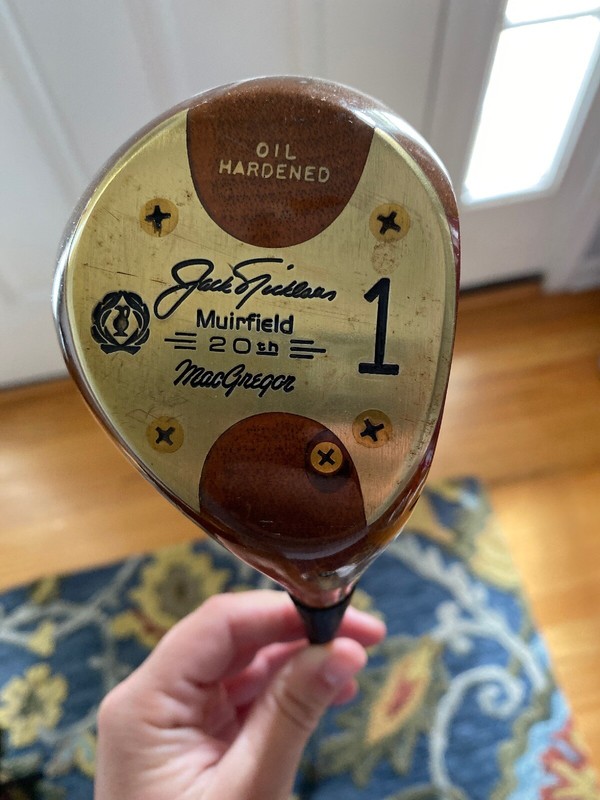 OIL
HARDENED
Jack Nicklaus
Muirfield
20th
MacGregor
1